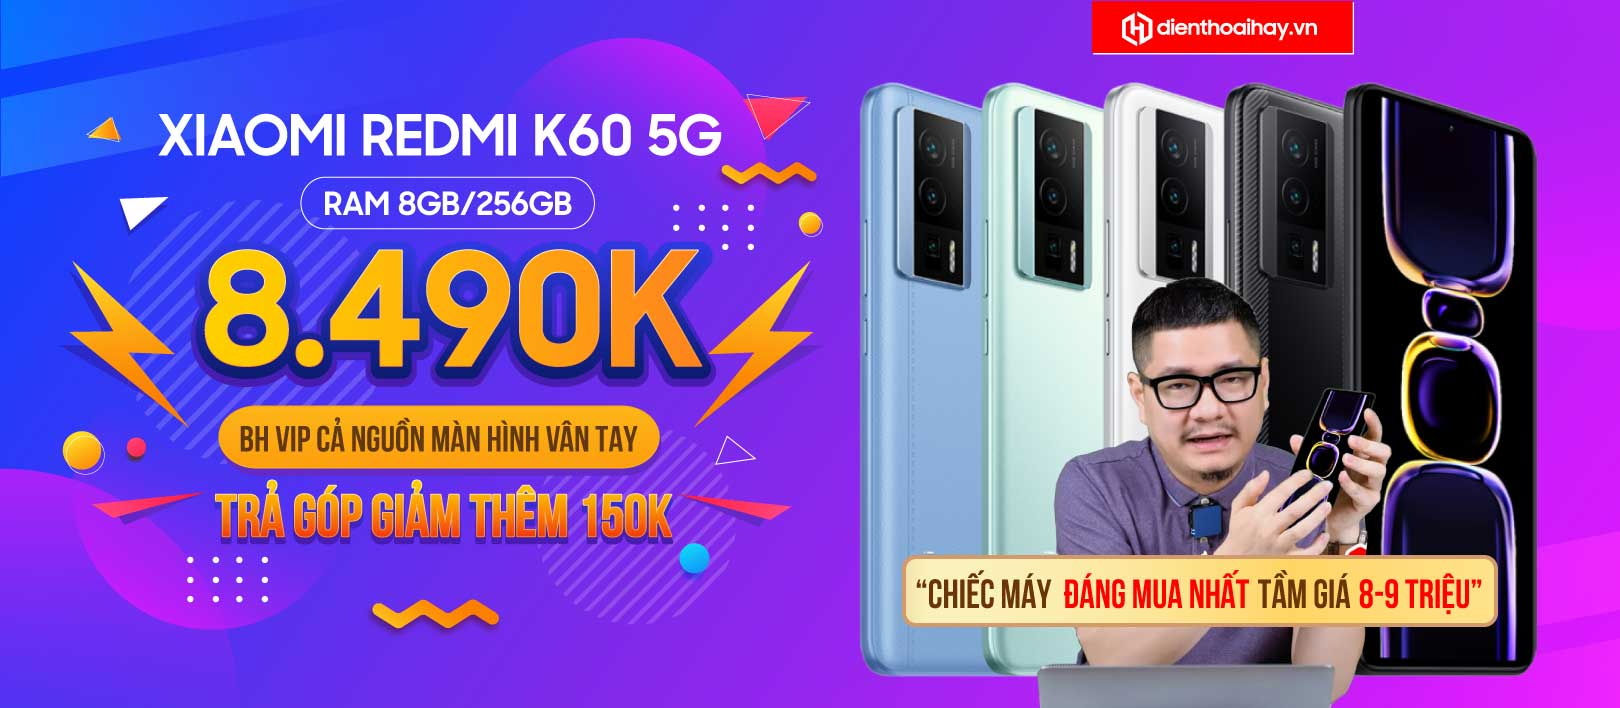 dienthoaihay.vn
XIAOMI REDMI K60 5G
RAM 8GB/256GB
8.490K
BH VIP CẢ NGUỒN MÀN HÌNH VÂN TAY
TRẢ GÓP GIẢM THÊM 150K
“CHIẾC MÁY ĐÁNG MUA NHẤT TẦM GIÁ 8-9 TRIỆU”